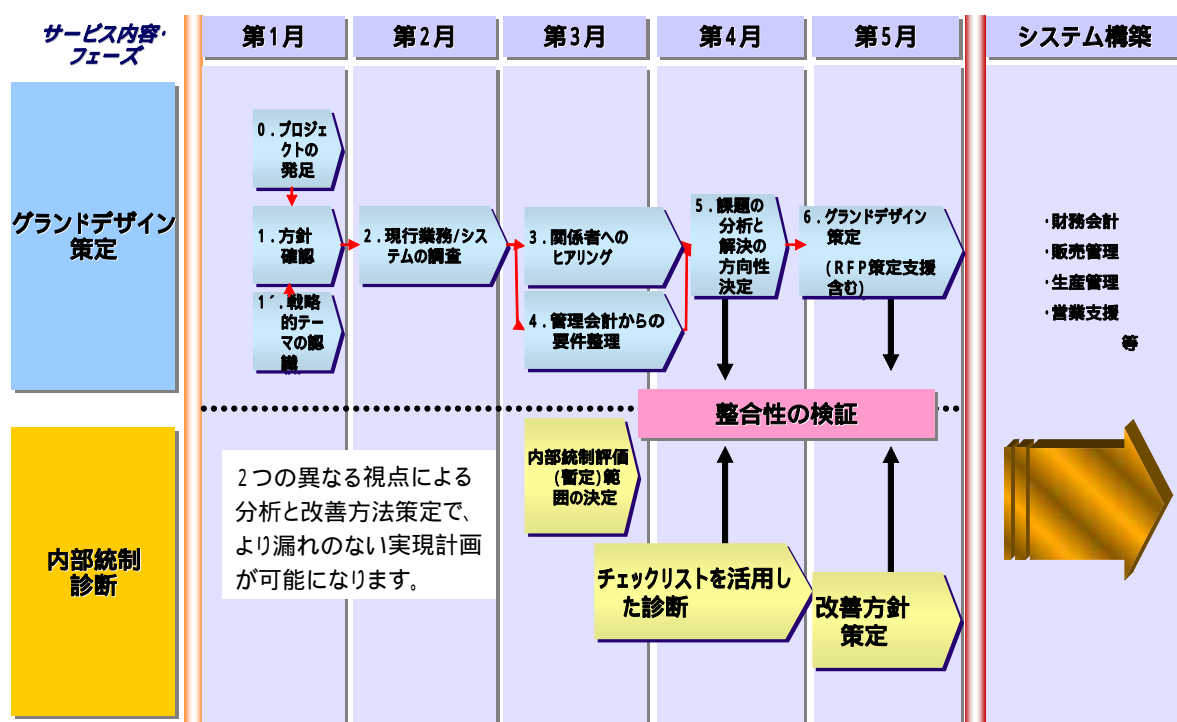 サービス内容・
フェーズ
第1月
第2月
第3月
第4月
第5月
システム構築
グランドデザイン
策定
0．プロジェ
クトの
発足
1．方針
確認
1´．戦略
的テー
マの認
識
2．現行業務/シス
テムの調査
3．関係者への
ヒアリング
4．管理会計からの
要件整理
5．課題の
分析と
解決の
方向性
決定
6．グランドデザイン
策定
(RFP策定支援
含む)
・財務会計
・販売管理
・生産管理
・営業支援
等
整合性の検証
内部統制
診断
2つの異なる視点による
分析と改善方法策定で、
より漏れのない実現計画
が可能になります。
内部統制評価
(暫定)範
囲の決定
チェックリストを活用し
た診断
改善方針
策定